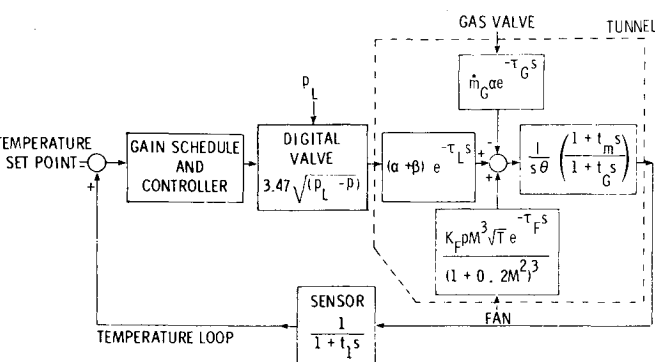 GAS VALVE
TUNNEL
ṁ_G αe^{-τ_G s}
P_L
TEMPERATURE
SET POINT
GAIN SCHEDULE
AND
CONTROLLER
DIGITAL
VALVE
3.47 √(P_L - P)
(α +β) e^{-τ_L s}
+
-
+
1/(sθ) ((1 + t_m s)/(1 + t_G s))
- =
+
K_F pM^3 √T e^{-τ_F s}
(1 + 0.2M^2)^3
SENSOR
1
1 + t_1 s
FAN
TEMPERATURE LOOP